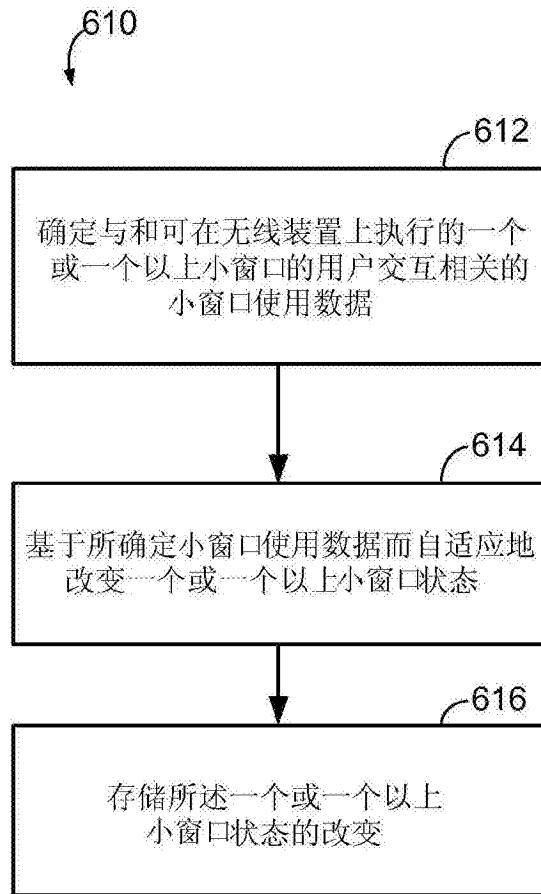 610
612
确定与和可在无线装置上执行的一个
或一个以上小窗口的用户交互相关的
小窗口使用数据
614
基于所确定小窗口使用数据而自适应地
改变一个或一个以上小窗口状态
616
存储所述一个或一个以上
小窗口状态的改变